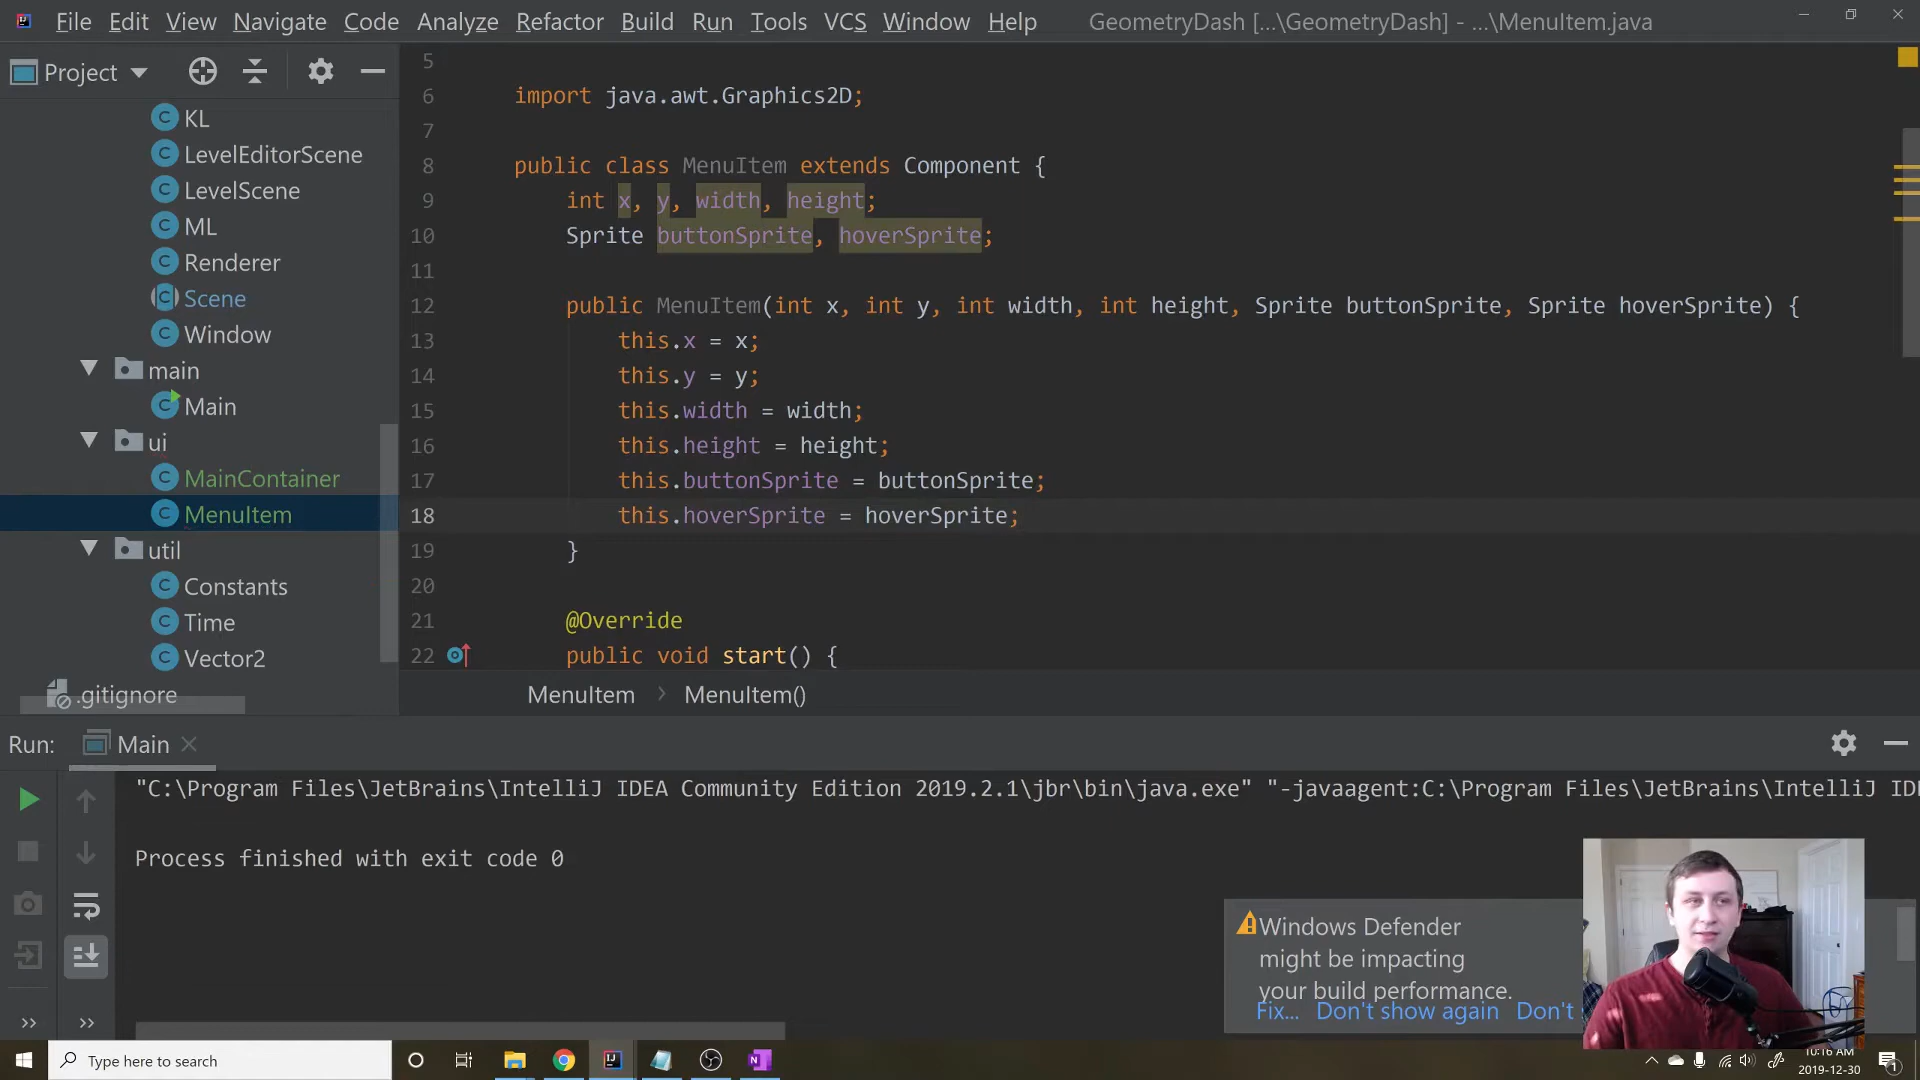 File Edit View Navigate Code Analyze Refactor Build Run Tools VCS Window Help GeometryDash [...\GeometryDash] - ...\MenuItem.java
Project
KL
LevelEditorScene
LevelScene
ML
Renderer
Scene
Window
main
Main
ui
MainContainer
MenuItem
util
Constants
Time
Vector2
.gitignore
5
6 import java.awt.Graphics2D;
7
8 public class MenuItem extends Component {
9 int x, y, width, height;
10 Sprite buttonSprite, hoverSprite;
11
12 public MenuItem(int x, int y, int width, int height, Sprite buttonSprite, Sprite hoverSprite) {
13 this.x = x;
14 this.y = y;
15 this.width = width;
16 this.height = height;
17 this.buttonSprite = buttonSprite;
18 this.hoverSprite = hoverSprite;
19 }
20
21 @Override
22 public void start() {
MenuItem > MenuItem()
Run: Main
"C:\Program Files\JetBrains\IntelliJ IDEA Community Edition 2019.2.1\jbr\bin\java.exe" "-javaagent:C:\Program Files\JetBrains\IntelliJ ID
Process finished with exit code 0
Windows Defender
might be impacting
your build performance.
Fix... Don't show again Don't
Type here to search
10:16 AM
2019-12-30